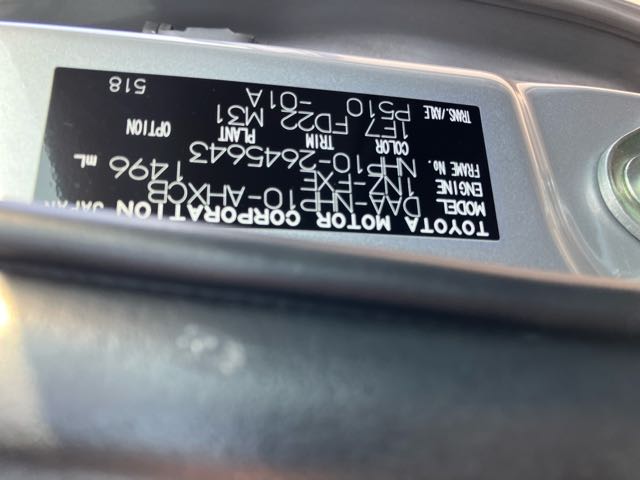 TOYOTA MOTOR CORPORATION JAPAN
MODEL DAA-NHP10-AHXCB
ENGINE 1NZ-FXE 1496 mL
FRAME No. NHP10-2645643
COLOR TRIM PLANT OPTION
1F7 FD22 M31
TRANS/AXLE P510 -01A
518